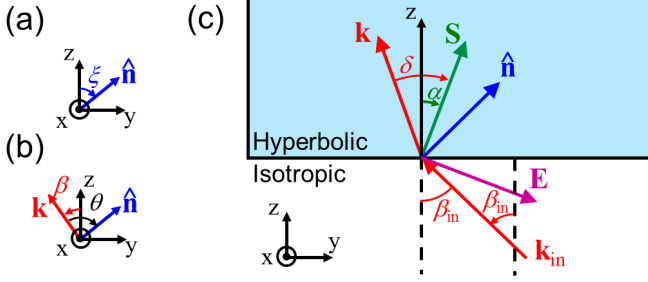 (a)
z
ξ
n̂
x
y
(b)
β
z
θ
k
n̂
x
y
(c)
z
k
S
δ
n̂
α
Hyperbolic
Isotropic
E
β_in
β_in
z
x
y
k_in